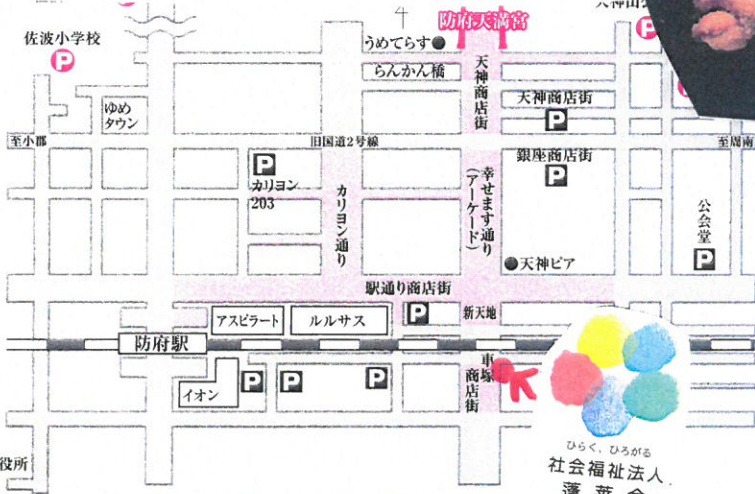 防府天満宮
佐波小学校
P
うめてらす
らんかん橋
天神商店街
天神商店街
P
P
ゆめ
タウン
至小郡
旧国道2号線
至周南
銀座商店街
P
P
カリヨン
203
カリヨン通り
幸せます通り
(アーケード)
公会堂
P
天神ピア
駅通り商店街
アスピラート
ルルサス
P
新天地
防府駅
イオン
P
P
P
車塚
商店街
役所
ひらく、ひろがる
社会福祉法人
蓬莱会